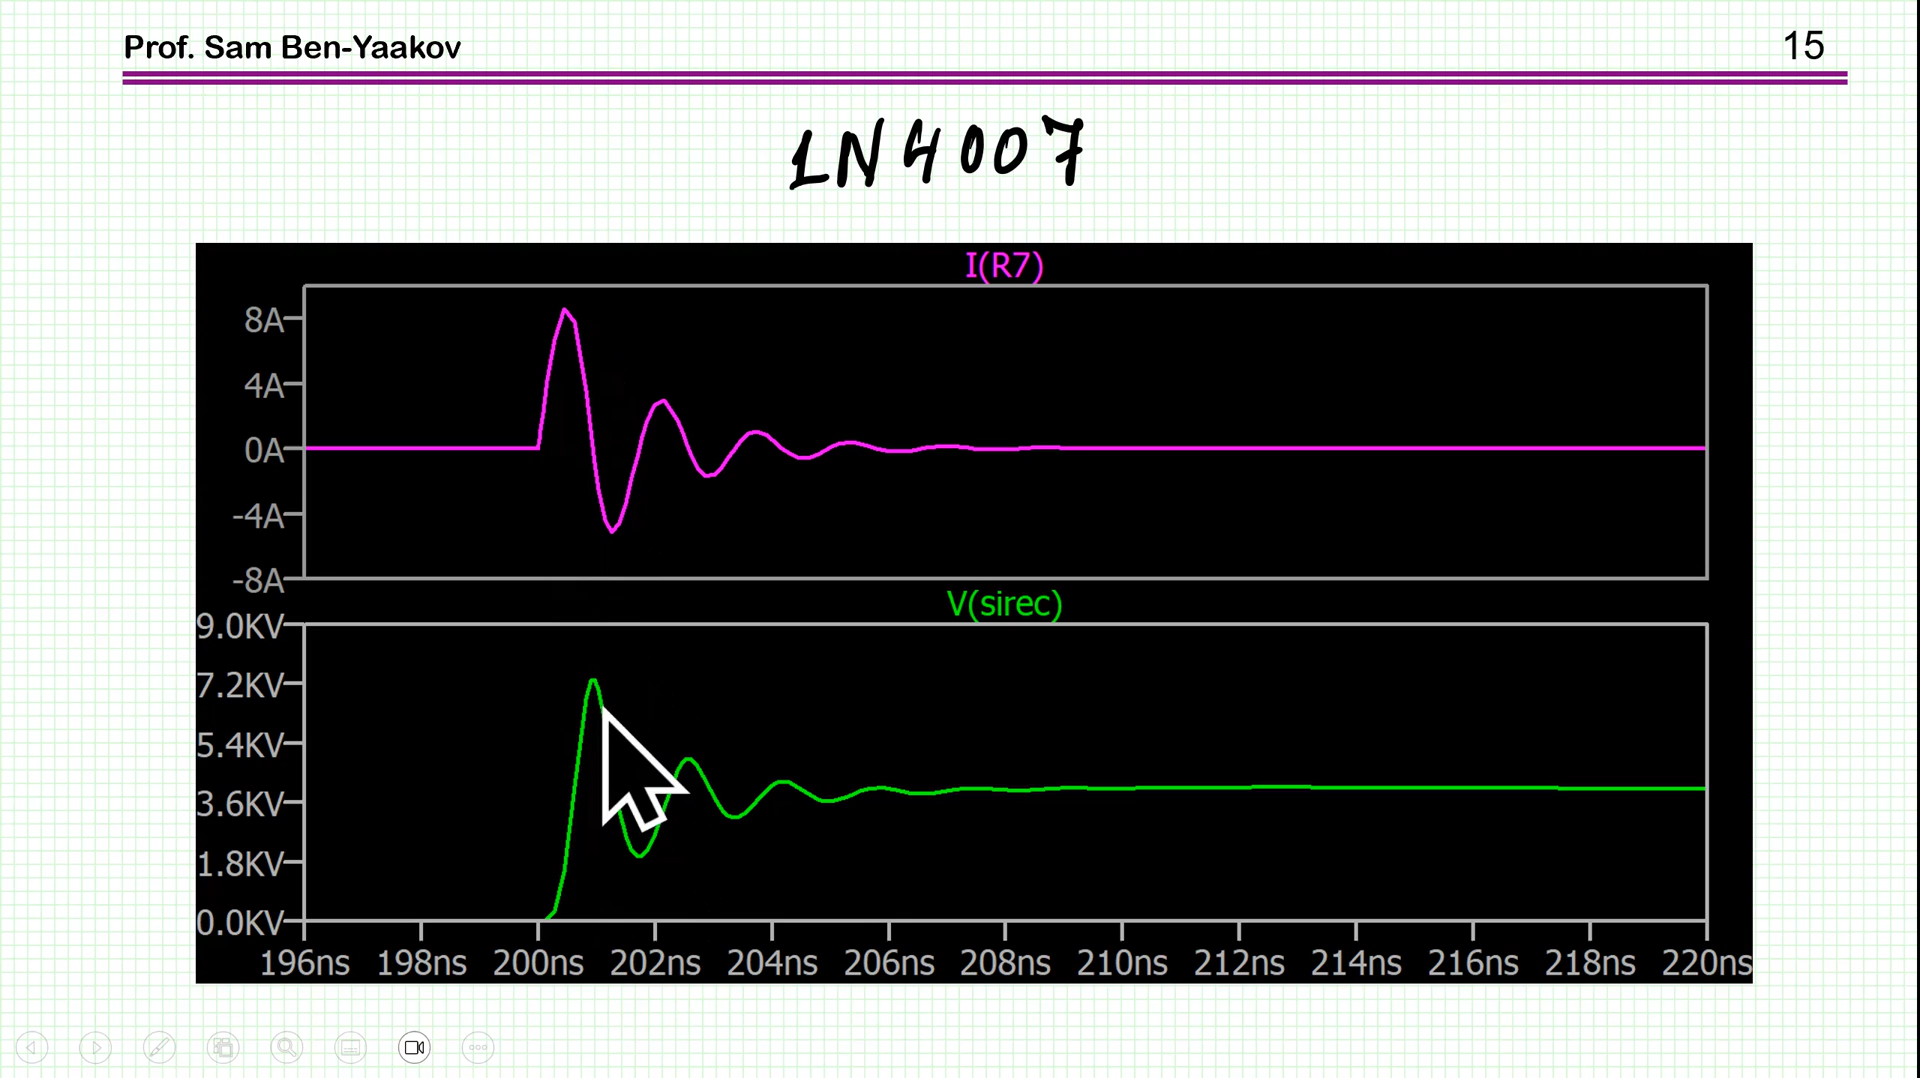 Prof. Sam Ben-Yaakov 15
1N4007
I(R7)
8A
4A
0A
-4A
-8A
V(sirec)
9.0KV
7.2KV
5.4KV
3.6KV
1.8KV
0.0KV
196ns 198ns 200ns 202ns 204ns 206ns 208ns 210ns 212ns 214ns 216ns 218ns 220ns